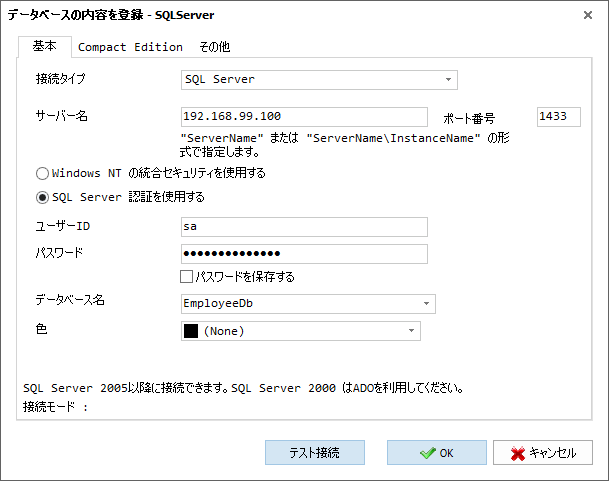 データベースの内容を登録 - SQLServer
基本 Compact Edition その他
接続タイプ SQL Server
サーバー名 192.168.99.100 ポート番号 1433
"ServerName" または "ServerName\InstanceName" の形
式で指定します。
Windows NT の統合セキュリティを使用する
SQL Server 認証を使用する
ユーザーID sa
パスワード ●●●●●●●●●●●●●●
パスワードを保存する
データベース名 EmployeeDb
色 (None)
SQL Server 2005以降に接続できます。SQL Server 2000 はADOを利用してください。
接続モード :
テスト接続 OK キャンセル